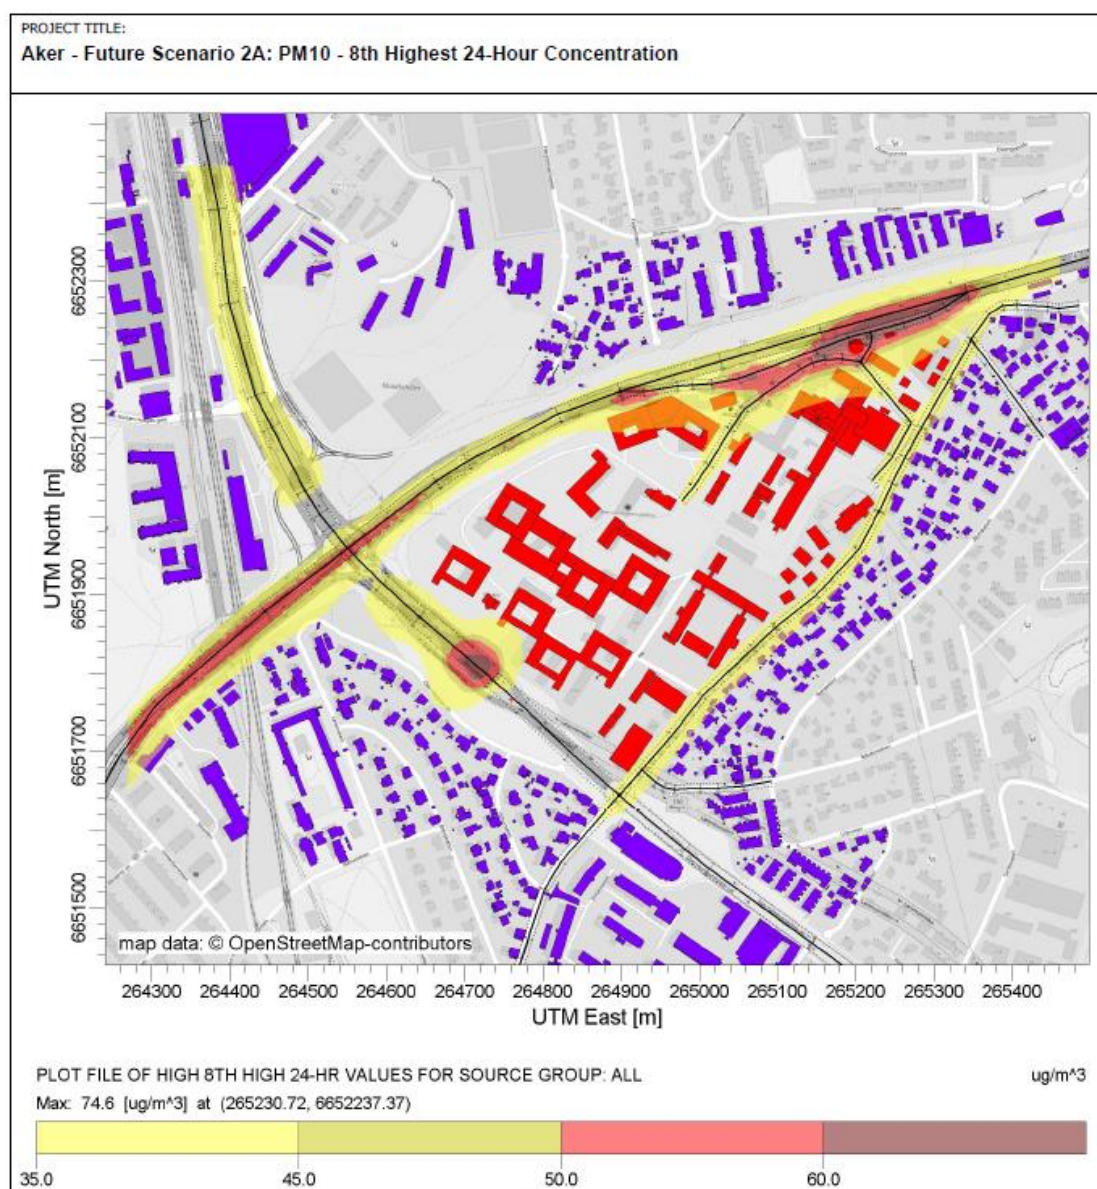 PROJECT TITLE:
Aker - Future Scenario 2A: PM10 - 8th Highest 24-Hour Concentration
UTM North [m]
6652300
6652100
6651900
6651700
6651500
map data: © OpenStreetMap-contributors
264300 264400 264500 264600 264700 264800 264900 265000 265100 265200 265300 265400
UTM East [m]
PLOT FILE OF HIGH 8TH HIGH 24-HR VALUES FOR SOURCE GROUP: ALL ug/m^3
Max: 74.6 [ug/m^3] at (265230.72, 6652237.37)
35.0 45.0 50.0 60.0